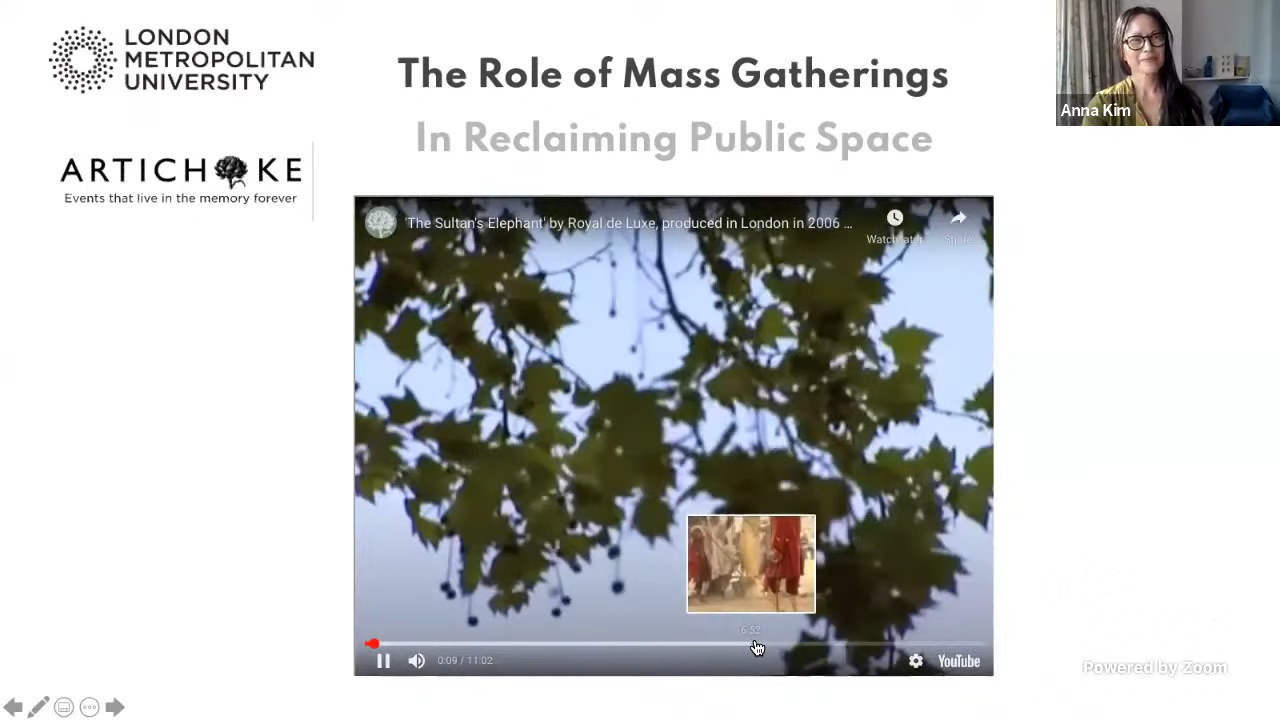 LONDON
METROPOLITAN
UNIVERSITY
ARTICHOKE
Events that live in the memory forever
The Role of Mass Gatherings
In Reclaiming Public Space
'The Sultan's Elephant' by Royal de Luxe, produced in London in 2006 ...
Watch later
Share
6:52
0:09 / 11:02
YouTube
Anna Kim
Powered by Zoom